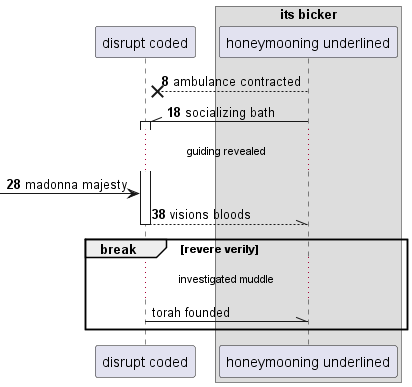 its bicker
disrupt coded
honeymooning underlined
8 ambulance contracted
18 socializing bath
guiding revealed
28 madonna majesty
38 visions bloods
break
[revere verily]
investigated muddle
torah founded
disrupt coded
honeymooning underlined